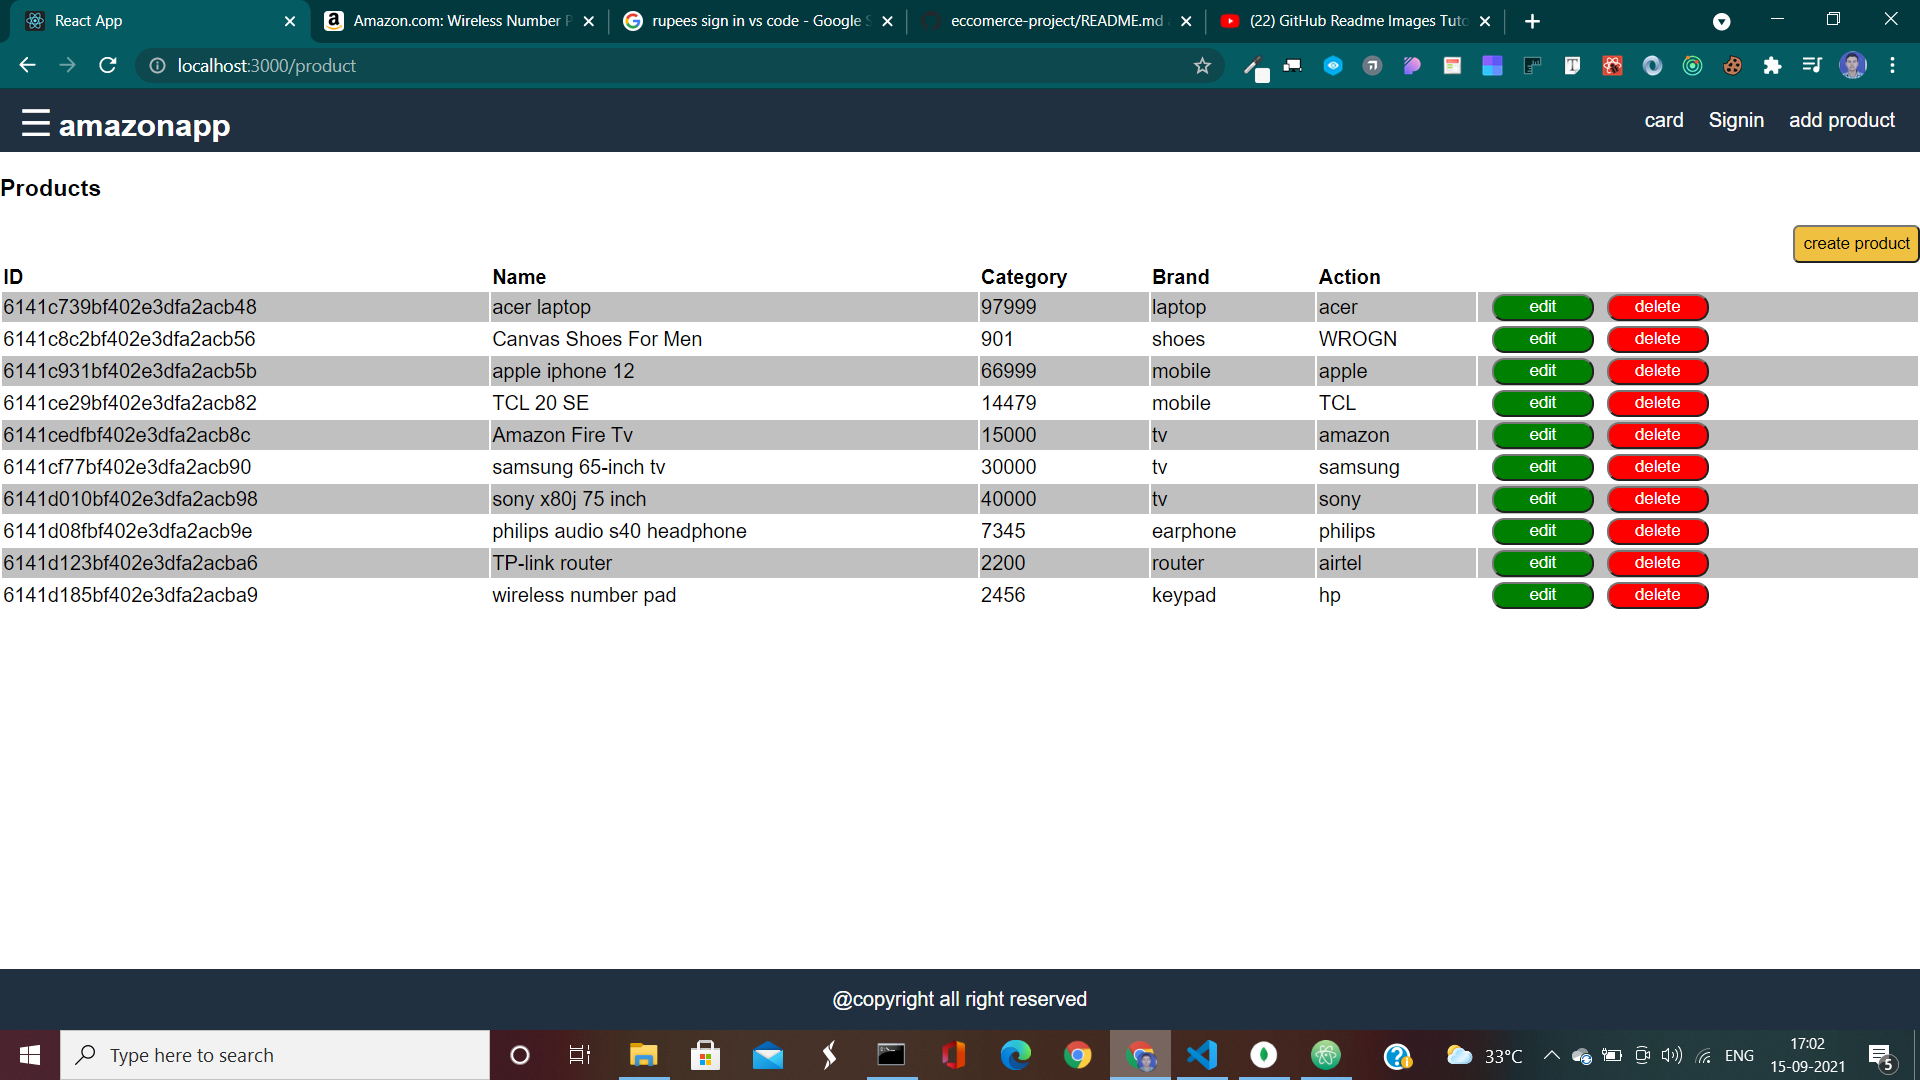 React App
Amazon.com: Wireless Number P
rupees sign in vs code - Google S
eccomerce-project/README.md
(22) GitHub Readme Images Tuto
localhost:3000/product
☰ amazonapp
card Signin add product
Products
create product
ID Name Category Brand Action
6141c739bf402e3dfa2acb48 acer laptop 97999 laptop acer edit delete
6141c8c2bf402e3dfa2acb56 Canvas Shoes For Men 901 shoes WROGN edit delete
6141c931bf402e3dfa2acb5b apple iphone 12 66999 mobile apple edit delete
6141ce29bf402e3dfa2acb82 TCL 20 SE 14479 mobile TCL edit delete
6141cedfbf402e3dfa2acb8c Amazon Fire Tv 15000 tv amazon edit delete
6141cf77bf402e3dfa2acb90 samsung 65-inch tv 30000 tv samsung edit delete
6141d010bf402e3dfa2acb98 sony x80j 75 inch 40000 tv sony edit delete
6141d08fbf402e3dfa2acb9e philips audio s40 headphone 7345 earphone philips edit delete
6141d123bf402e3dfa2acba6 TP-link router 2200 router airtel edit delete
6141d185bf402e3dfa2acba9 wireless number pad 2456 keypad hp edit delete
@copyright all right reserved
Type here to search
33°C
ENG
17:02
15-09-2021
5